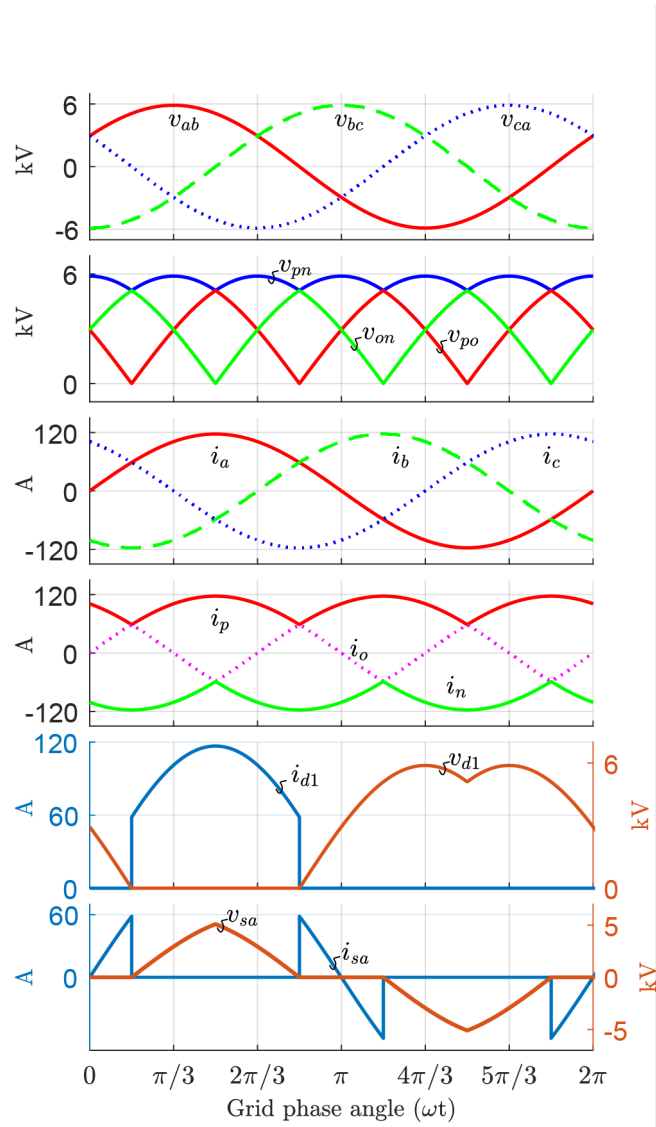 6
0
-6
kV
v_ab
v_bc
v_ca
6
0
kV
v_pn
v_on
v_po
120
0
-120
A
i_a
i_b
i_c
120
0
-120
A
i_p
i_o
i_n
120
60
0
A
i_d1
v_d1
6
0
kV
60
0
A
v_sa
i_sa
5
0
-5
kV
0 π/3 2π/3 π 4π/3 5π/3 2π
Grid phase angle (ωt)